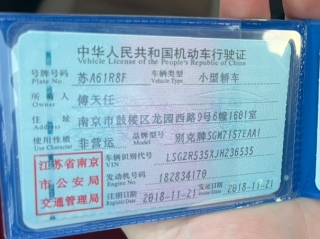 中华人民共和国机动车行驶证
Vehicle License of the People's Republic of China
号牌号码 苏A61R8F 车辆类型 小型轿车
Plate No. Vehicle Type
所有人 傅天任
Owner
住址 南京市鼓楼区龙园西路9号6幢1601室
Address
使用性质 非营运 品牌型号 别克牌SGM7157EAA1
Use Character Model
江苏省南京 车辆识别代号 LSGZR535XJH236535
VIN
市公安局 发动机号码 182834170
Engine No.
交通管理局 注册日期 2018-11-21 发证日期 2018-11-21
Register Date Issue Date